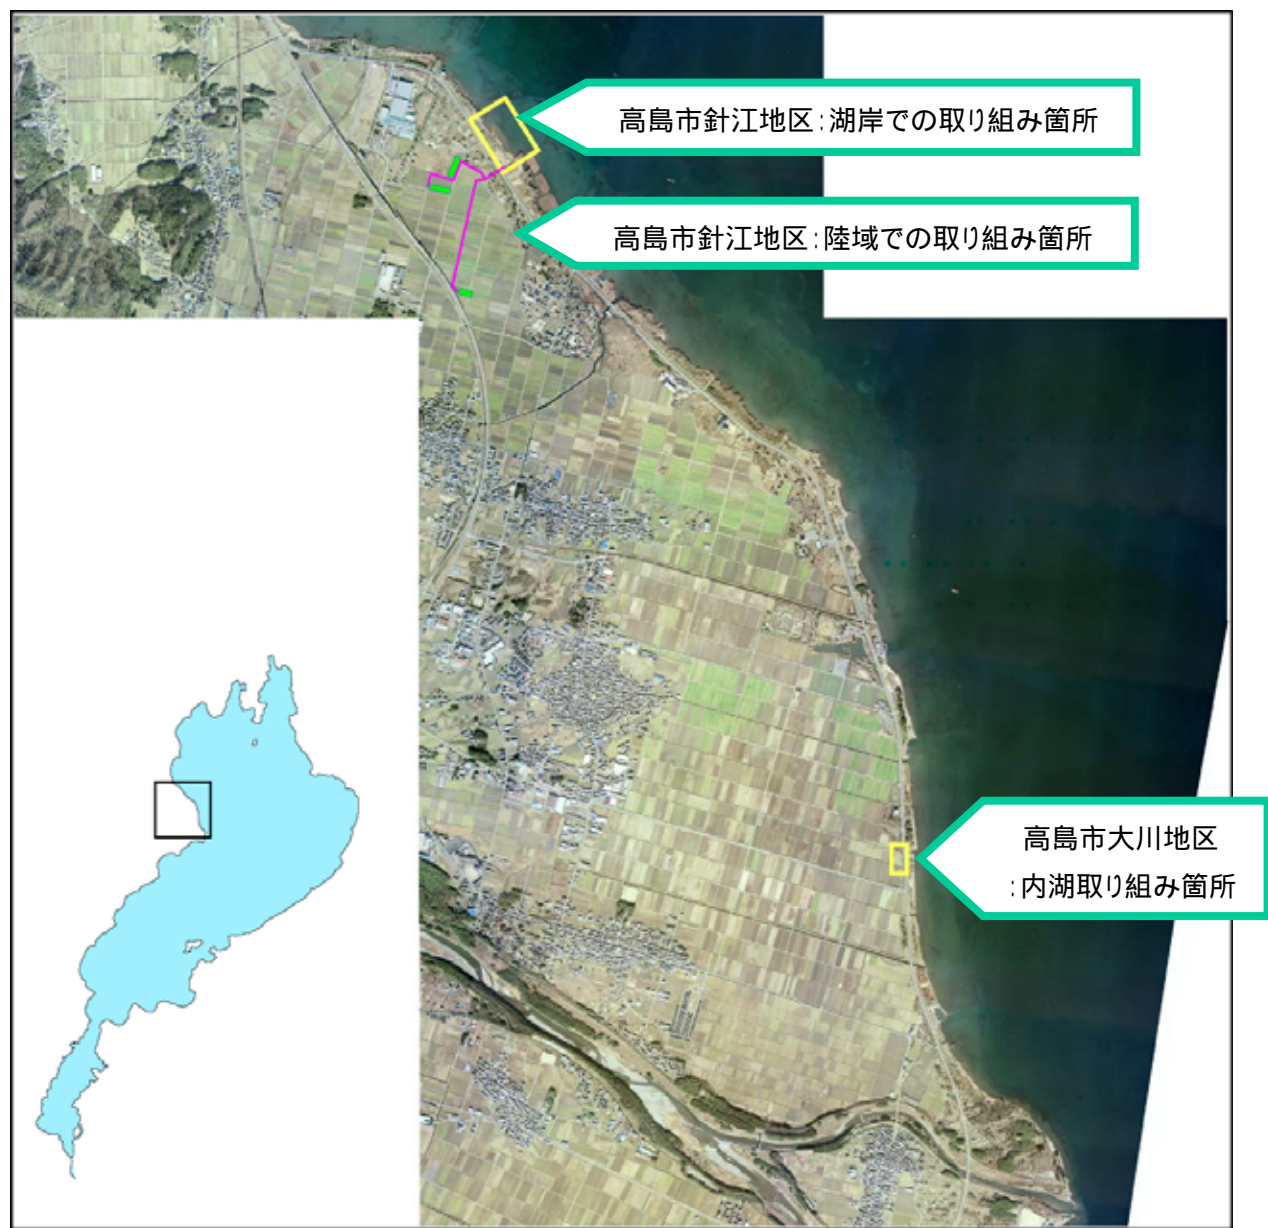 高島市針江地区:湖岸での取り組み箇所
高島市針江地区:陸域での取り組み箇所
高島市大川地区
:内湖取り組み箇所